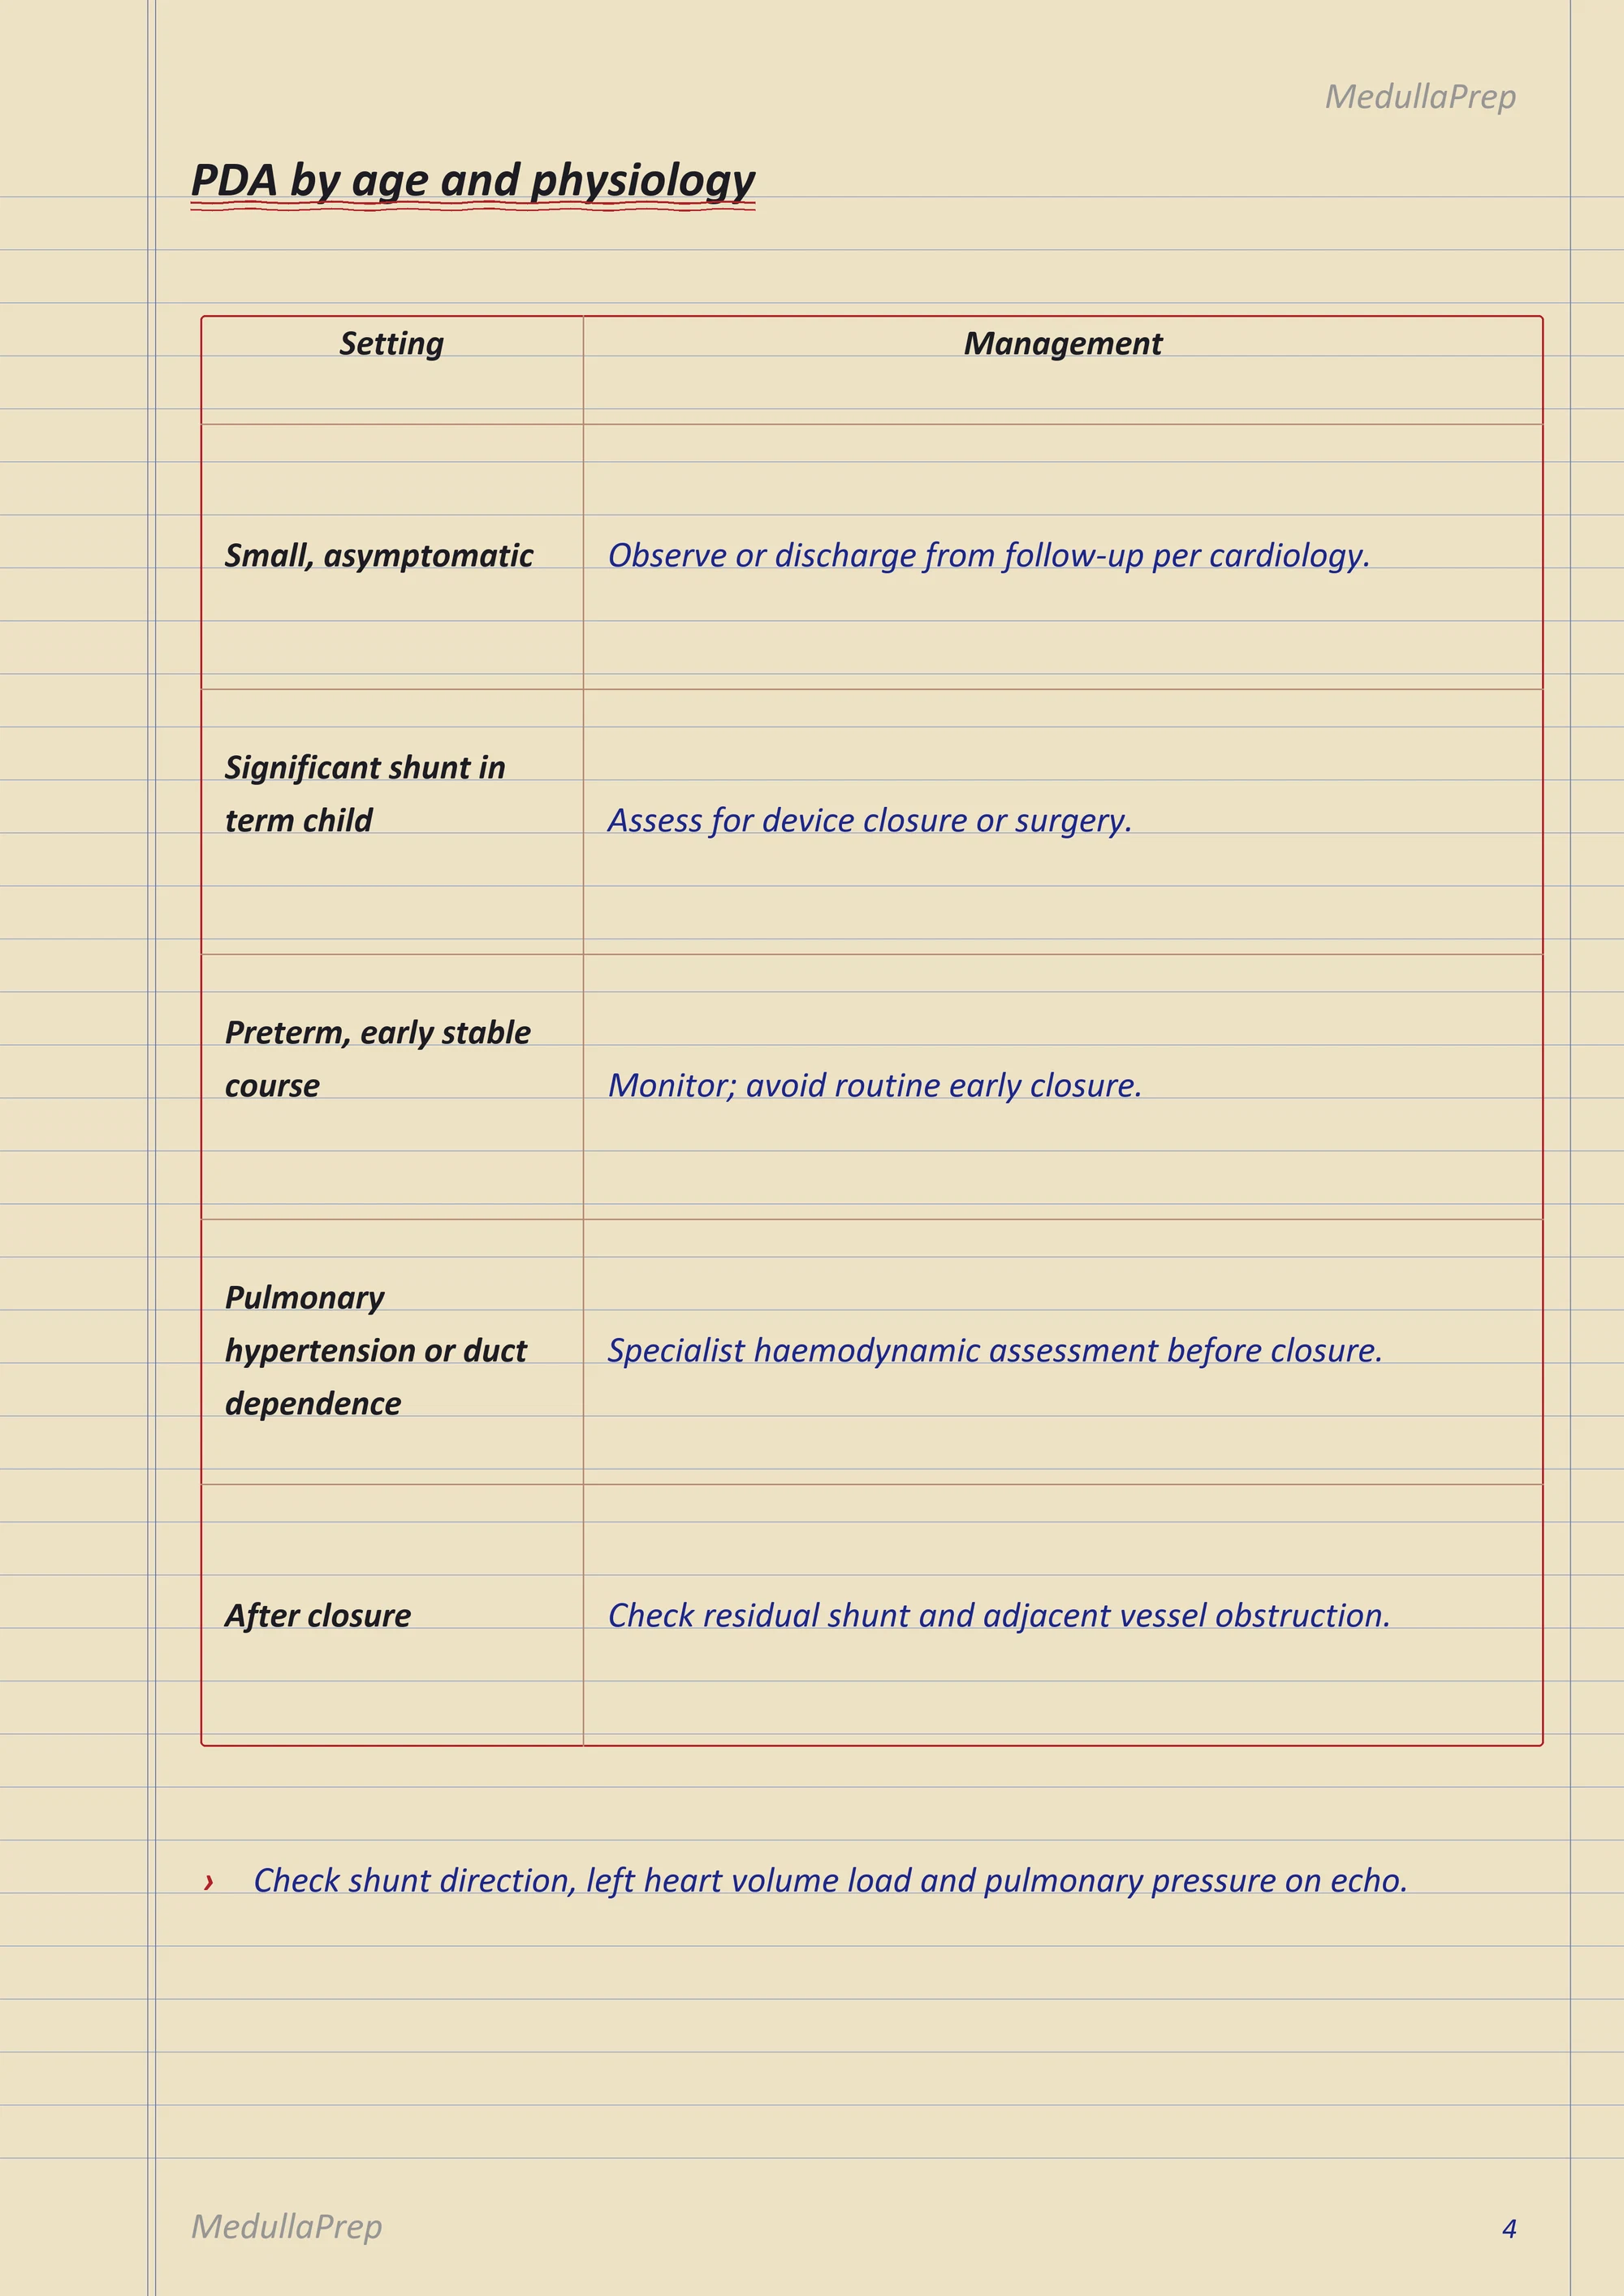 MedullaPrep
PDA by age and physiology
Setting Management
Small, asymptomatic Observe or discharge from follow-up per cardiology.
Significant shunt in
term child Assess for device closure or surgery.
Preterm, early stable
course Monitor; avoid routine early closure.
Pulmonary
hypertension or duct Specialist haemodynamic assessment before closure.
dependence
After closure Check residual shunt and adjacent vessel obstruction.
› Check shunt direction, left heart volume load and pulmonary pressure on echo.
MedullaPrep 4